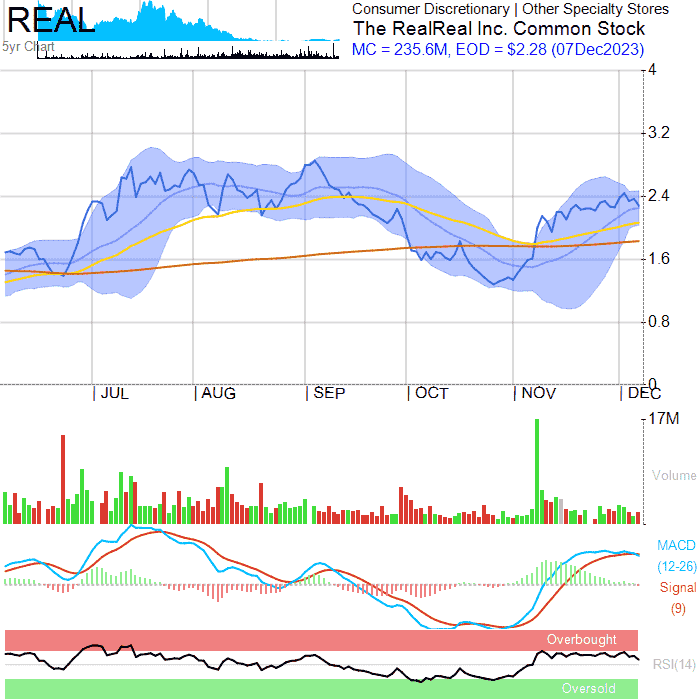 REAL
5yr Chart
Consumer Discretionary | Other Specialty Stores
The RealReal Inc. Common Stock
MC = 235.6M, EOD = $2.28 (07Dec2023)
4
3.2
2.4
1.6
0.8
0
JUL AUG SEP OCT NOV DEC
17M
Volume
MACD
(12-26)
Signal
(9)
Overbought
RSI(14)
Oversold